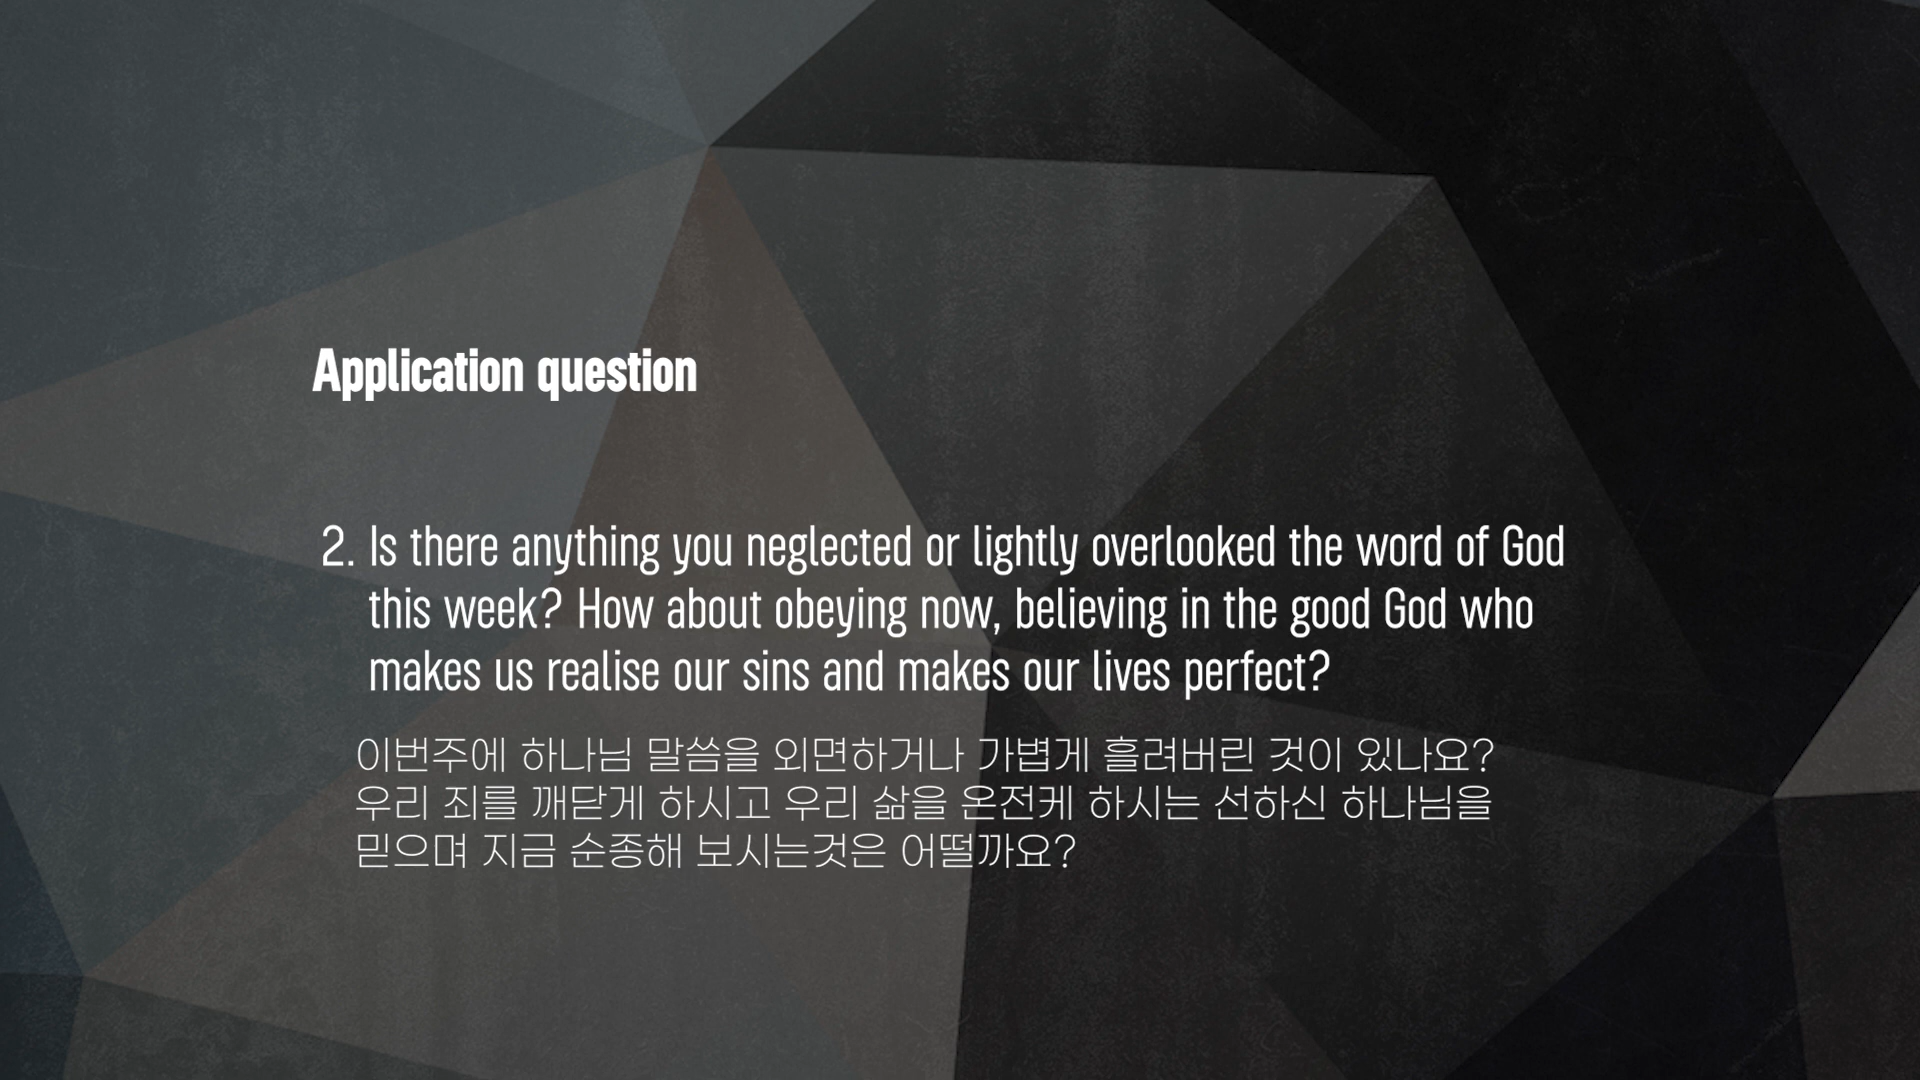 Application question
2. Is there anything you neglected or lightly overlooked the word of God
this week? How about obeying now, believing in the good God who
makes us realise our sins and makes our lives perfect?
이번주에 하나님 말씀을 외면하거나 가볍게 흘려버린 것이 있나요?
우리 죄를 깨닫게 하시고 우리 삶을 온전케 하시는 선하신 하나님을
믿으며 지금 순종해 보시는것은 어떨까요?